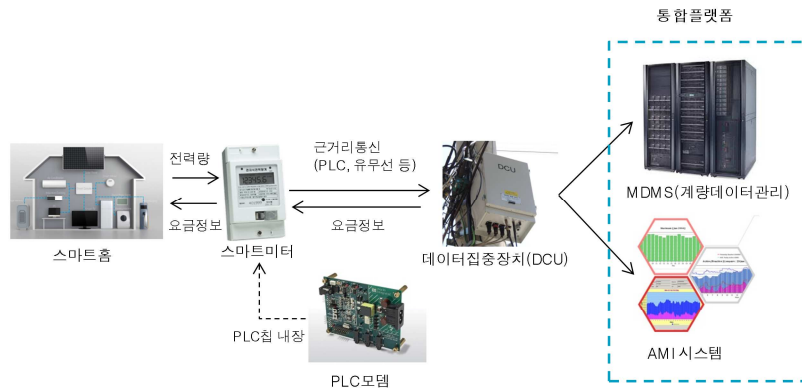 통합플랫폼
전력량
요금정보
스마트홈
스마트미터
근거리통신
(PLC, 유무선 등)
요금정보
DCU
데이터집중장치(DCU)
MDMS(계량데이터관리)
AMI 시스템
PLC칩 내장
PLC모뎀